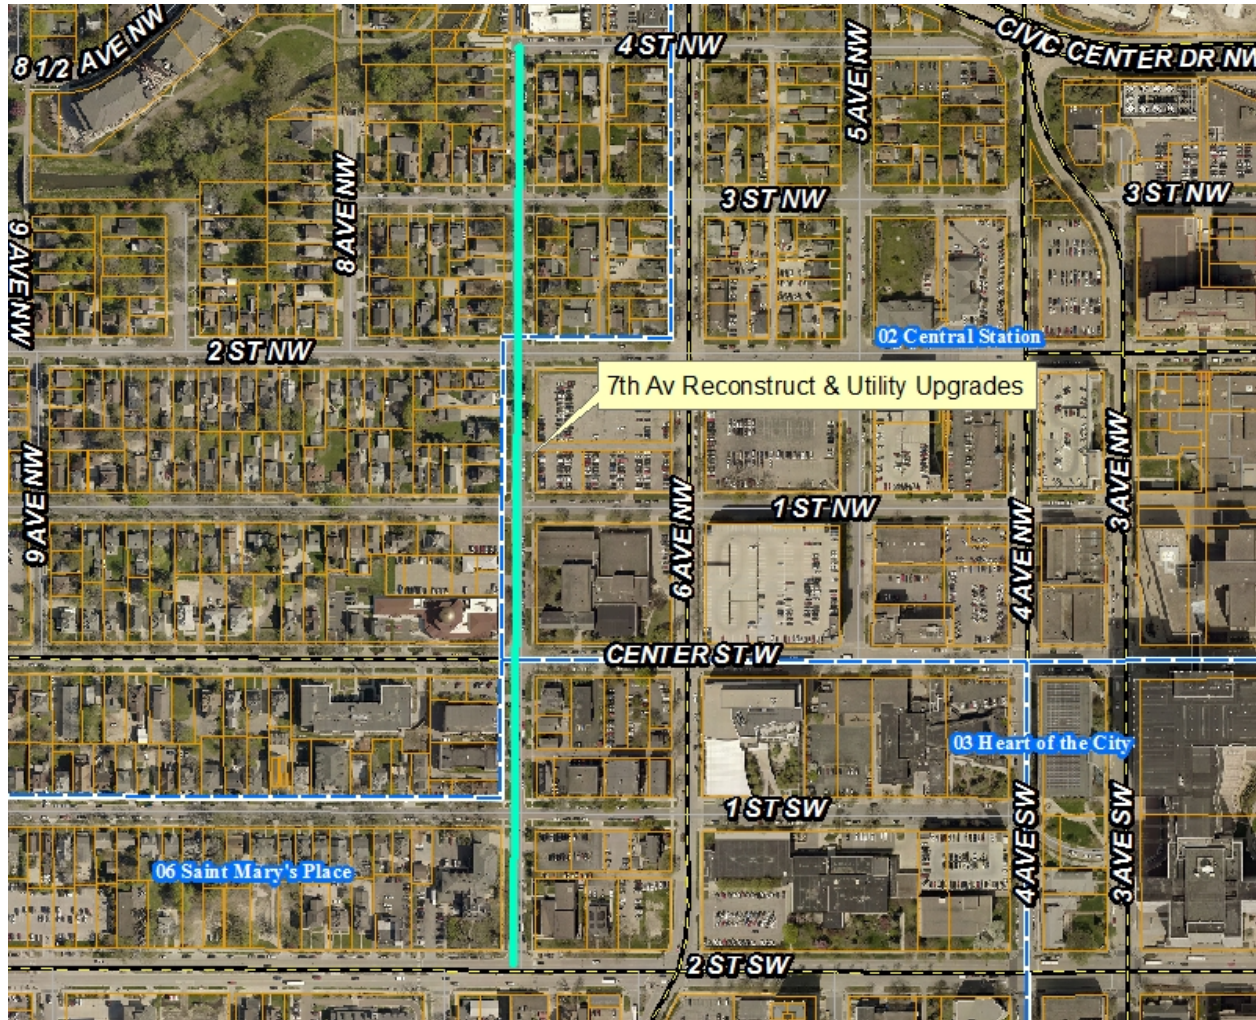 8 1/2 AVE NW
4 ST NW
5 AVE NW
CIVIC CENTER DR NW
8 AVE NW
3 ST NW
3 ST NW
9 AVE NW
2 ST NW
02 Central Station
7th Av Reconstruct & Utility Upgrades
9 AVE NW
6 AVE NW
1 ST NW
4 AVE NW
3 AVE NW
CENTER ST W
03 Heart of the City
1 ST SW
4 AVE SW
3 AVE SW
06 Saint Mary's Place
2 ST SW